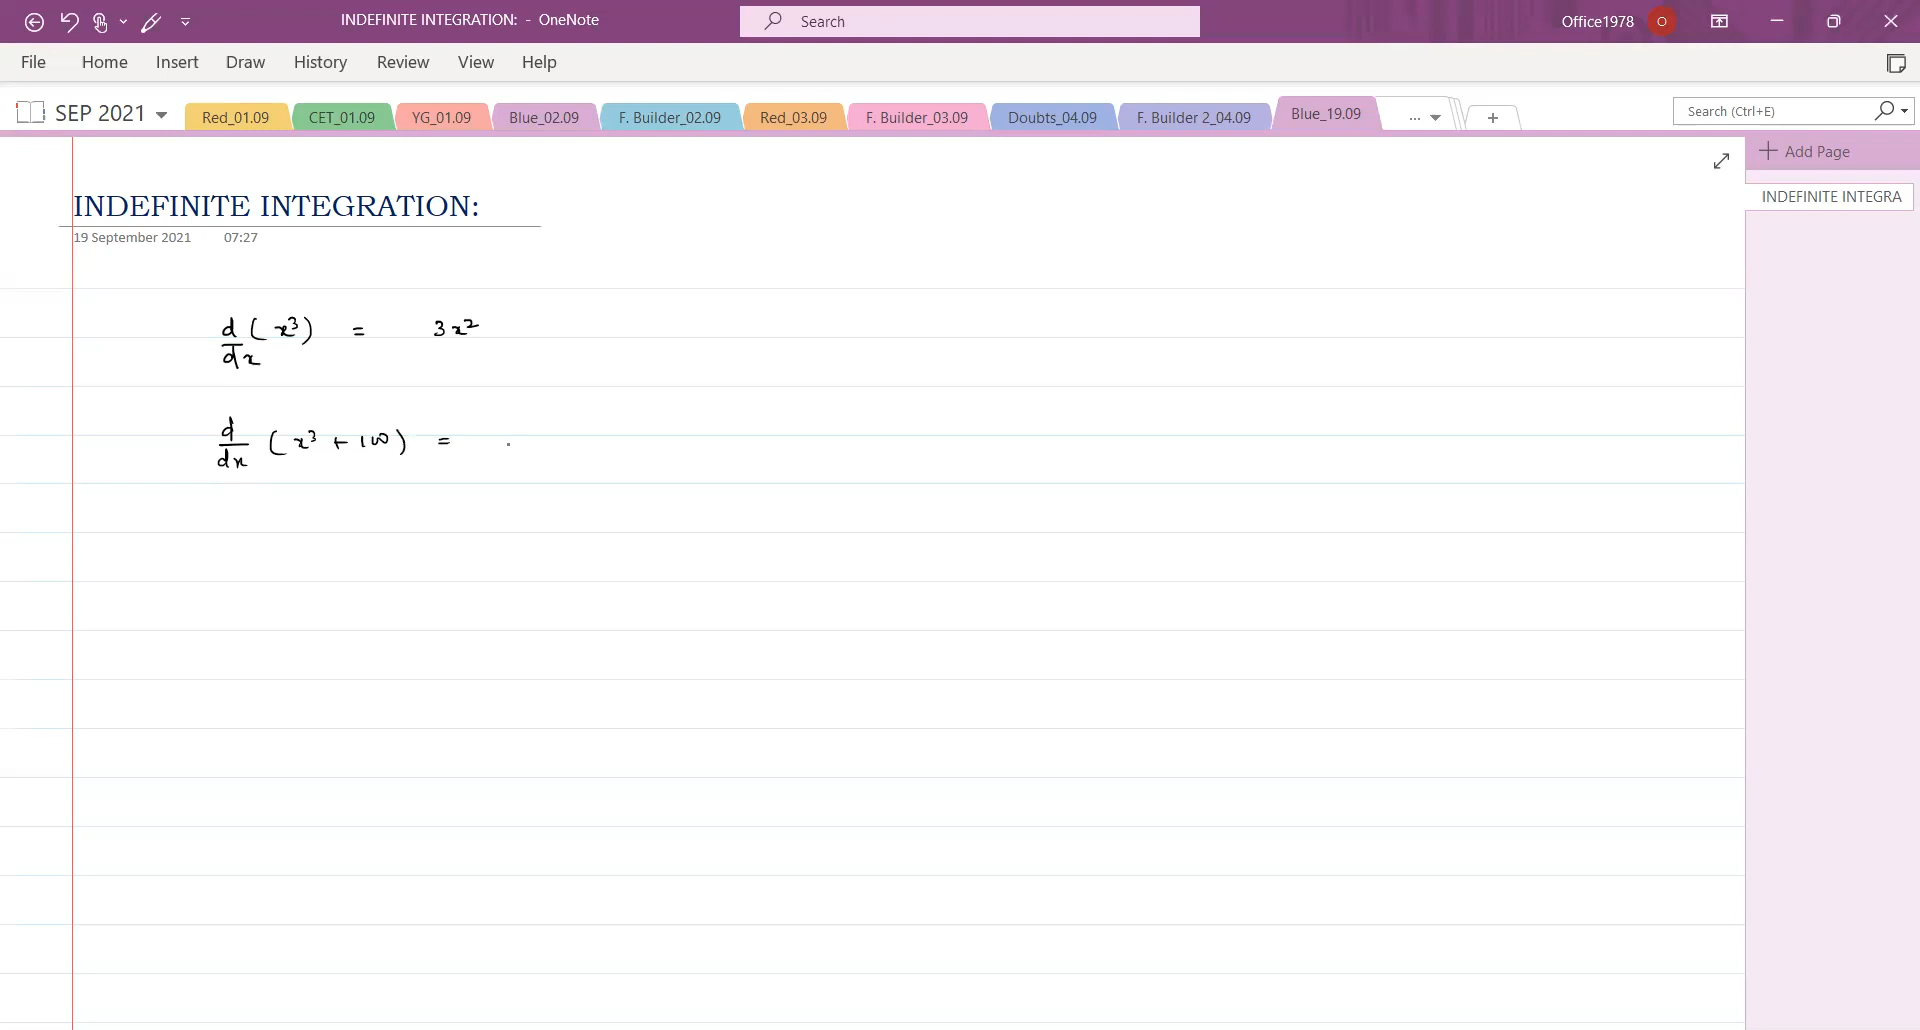 INDEFINITE INTEGRATION: - OneNote
Search
Office1978
O
File Home Insert Draw History Review View Help
SEP 2021
Red_01.09 CET_01.09 YG_01.09 Blue_02.09 F. Builder_02.09 Red_03.09 F. Builder_03.09 Doubts_04.09 F. Builder 2_04.09 Blue_19.09 ... +
Search (Ctrl+E)
Add Page
INDEFINITE INTEGRA
INDEFINITE INTEGRATION:
19 September 2021 07:27
d/dx (x³) = 3x²
d/dx (x³ + 100) =